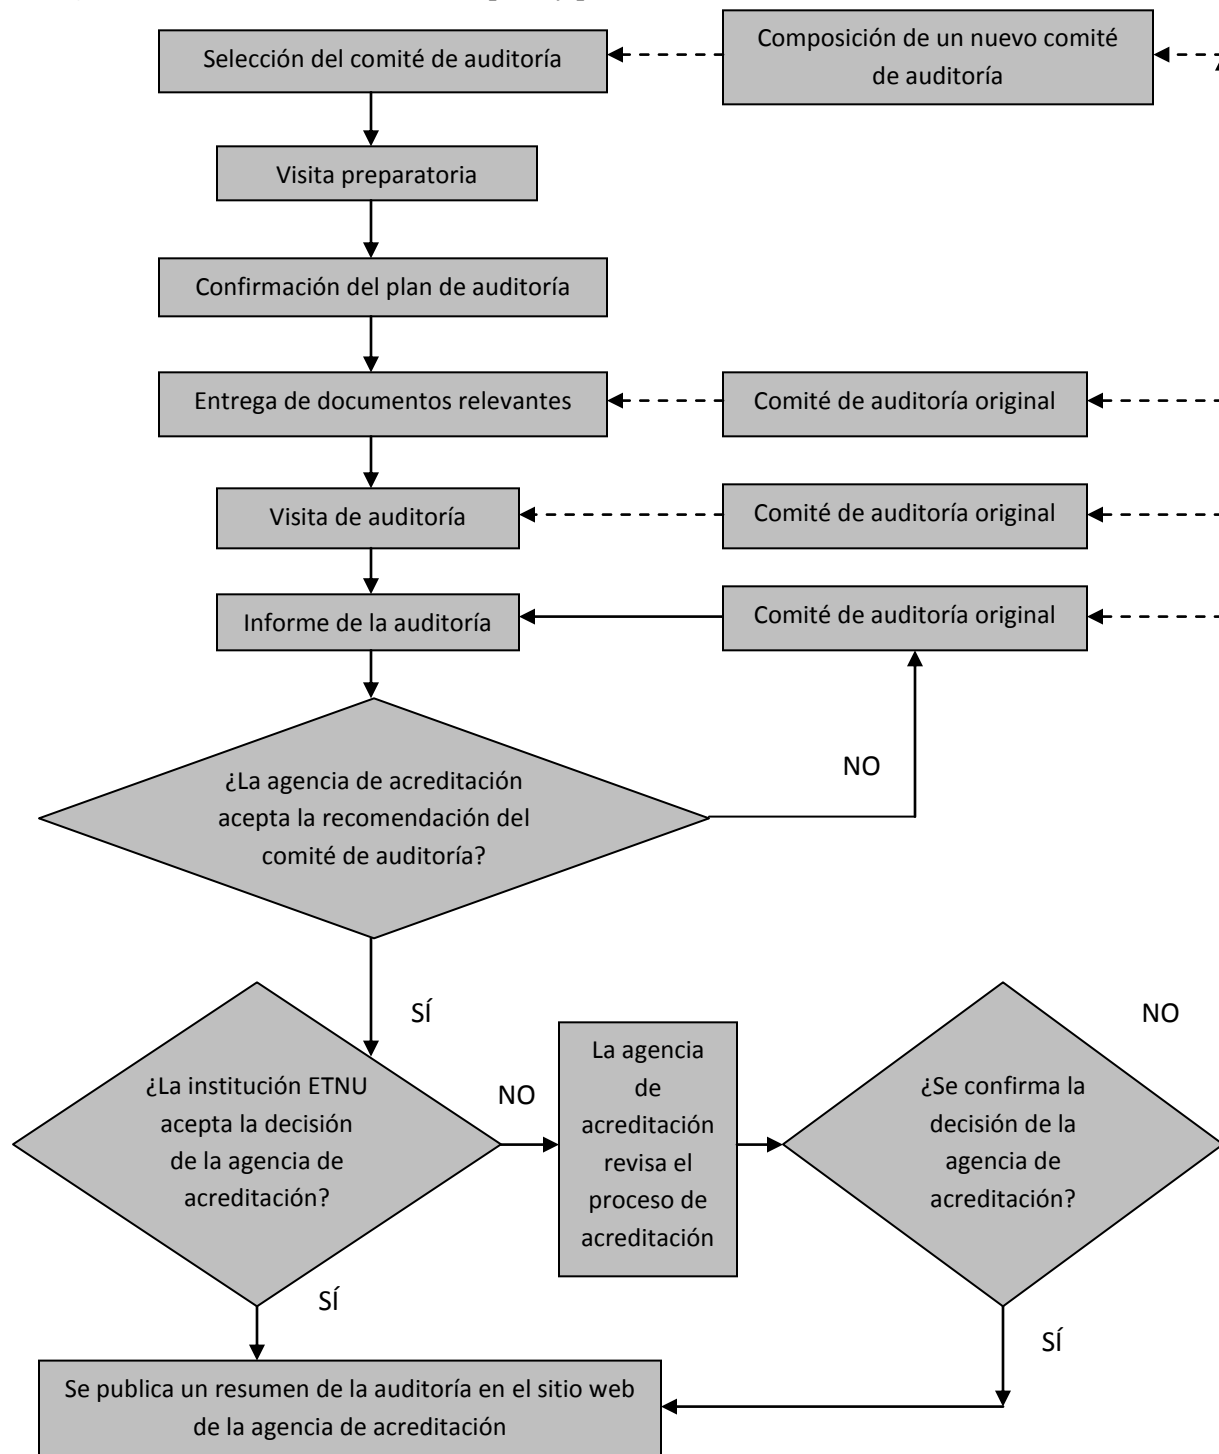 Selección del comité de auditoría
Composición de un nuevo comité
de auditoría
Visita preparatoria
Confirmación del plan de auditoría
Entrega de documentos relevantes
Comité de auditoría original
Visita de auditoría
Comité de auditoría original
Informe de la auditoría
Comité de auditoría original
¿La agencia de acreditación
acepta la recomendación del
comité de auditoría?
NO
SÍ
¿La institución ETNU
acepta la decisión
de la agencia de
acreditación?
NO
La agencia
de
acreditación
revisa el
proceso de
acreditación
¿Se confirma la
decisión de la
agencia de
acreditación?
NO
SÍ
SÍ
Se publica un resumen de la auditoría en el sitio web
de la agencia de acreditación